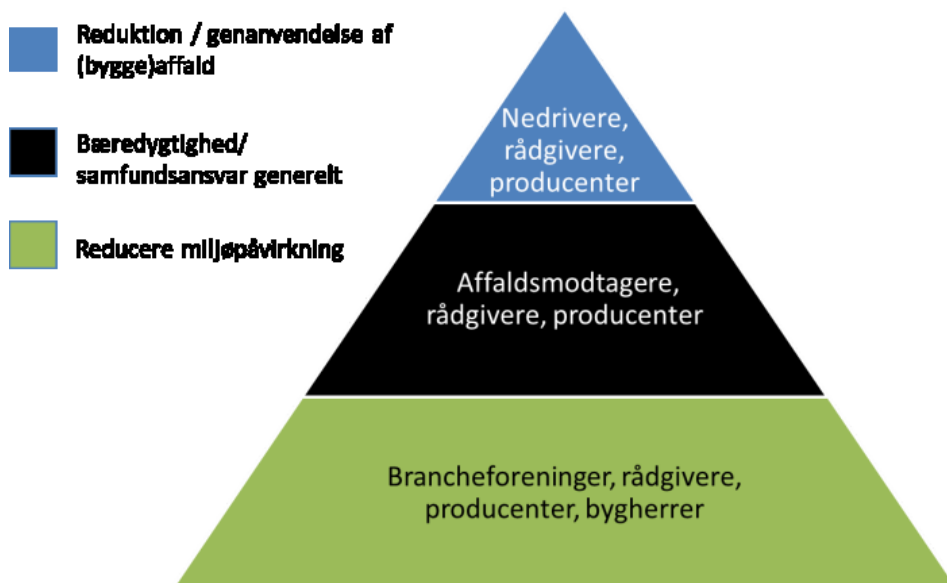 Reduktion / genanvendelse af
(bygge)affald
Bæredygtighed/
samfundsansvar generelt
Reducere miljøpåvirkning
Nedrivere,
rådgivere,
producenter
Affaldsmodtagere,
rådgivere, producenter
Brancheforeninger, rådgivere,
producenter, bygherrer